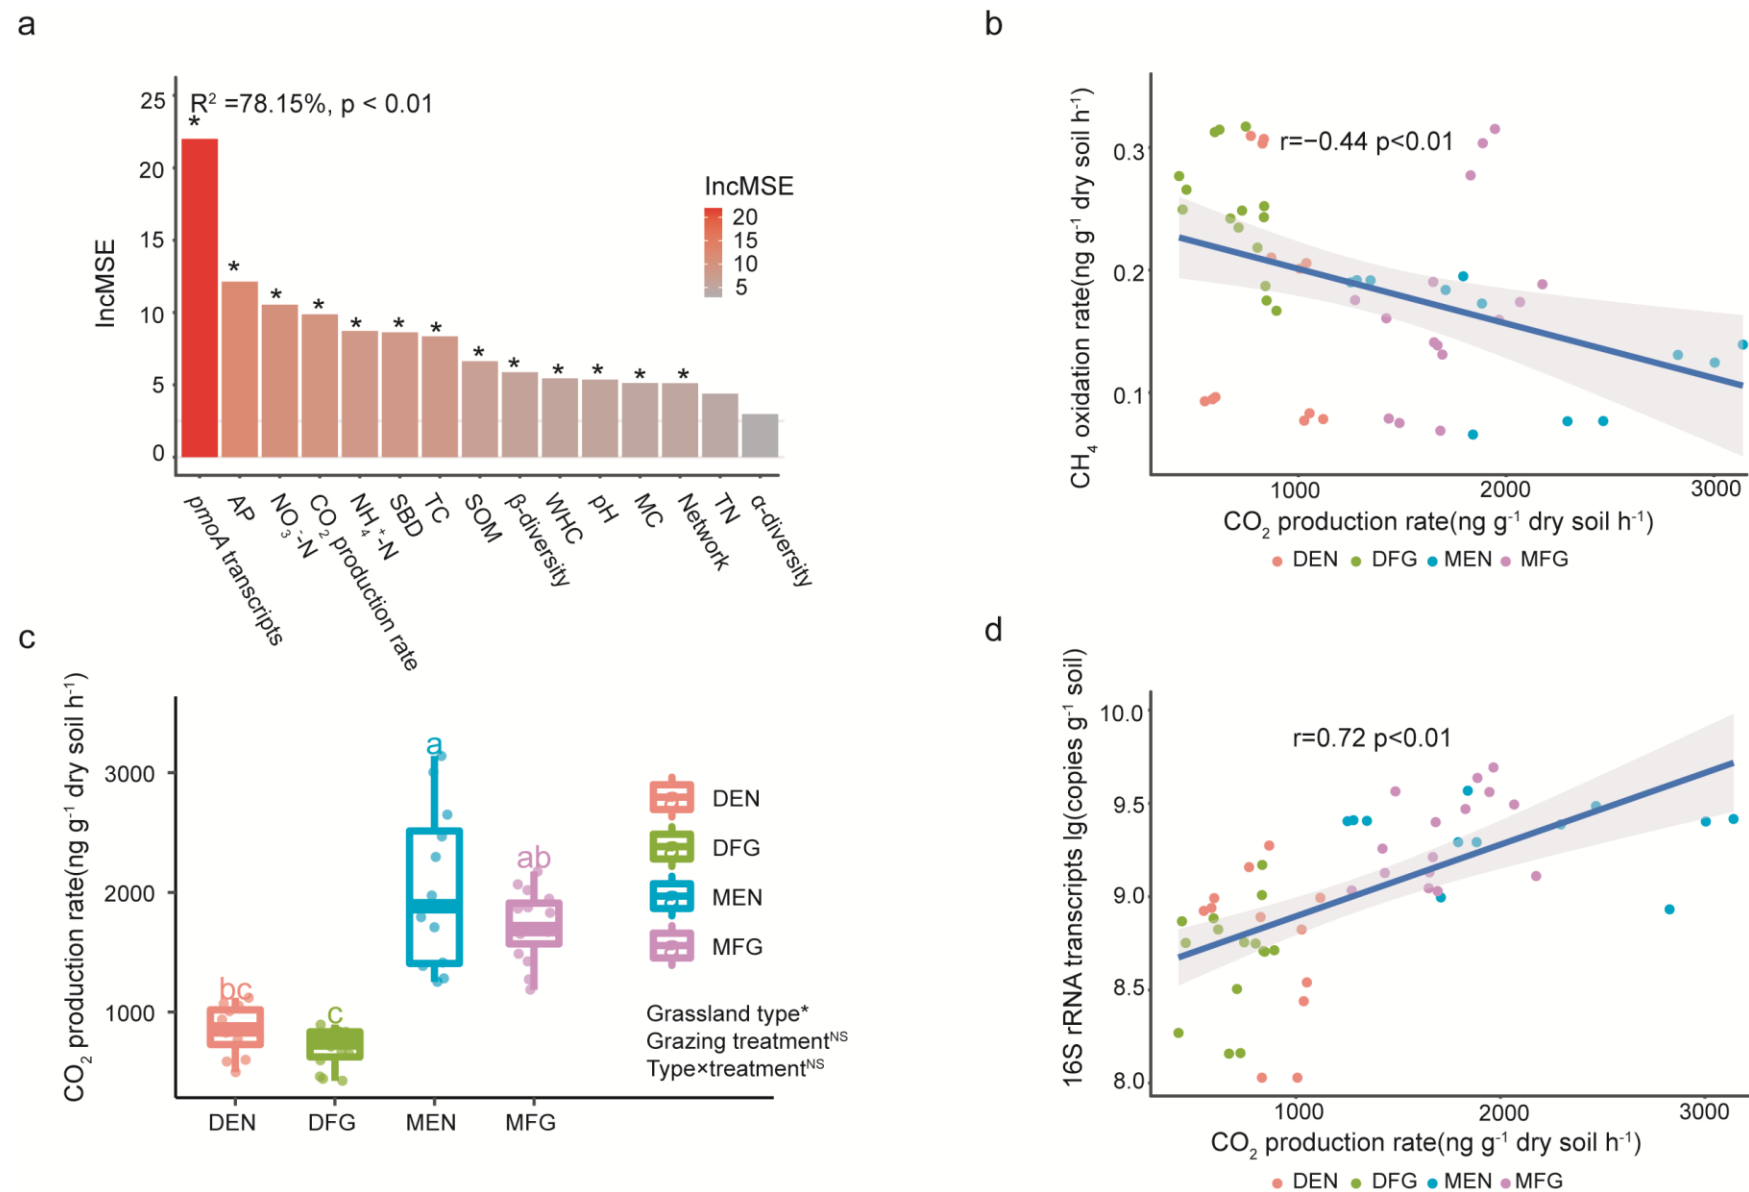 a
R² =78.15%, p < 0.01
*
* * * * * * * * * * * *
IncMSE
25
20
15
10
5
0
IncMSE
20
15
10
5
pmoA transcripts
AP
NO₃⁻-N
CO₂ production rate
NH₄⁺-N
SBD
TC
SOM
β-diversity
WHC
pH
MC
Network
TN
α-diversity
b
r=−0.44 p<0.01
CH₄ oxidation rate(ng g⁻¹ dry soil h⁻¹)
0.3
0.2
0.1
1000 2000 3000
CO₂ production rate(ng g⁻¹ dry soil h⁻¹)
DEN DFG MEN MFG
c
CO₂ production rate(ng g⁻¹ dry soil h⁻¹)
3000
2000
1000
bc
c
a
ab
DEN
DFG
MEN
MFG
Grassland type*
Grazing treatmentᴺˢ
Type×treatmentᴺˢ
DEN DFG MEN MFG
d
r=0.72 p<0.01
16S rRNA transcripts lg(copies g⁻¹ soil)
10.0
9.5
9.0
8.5
8.0
1000 2000 3000
CO₂ production rate(ng g⁻¹ dry soil h⁻¹)
DEN DFG MEN MFG